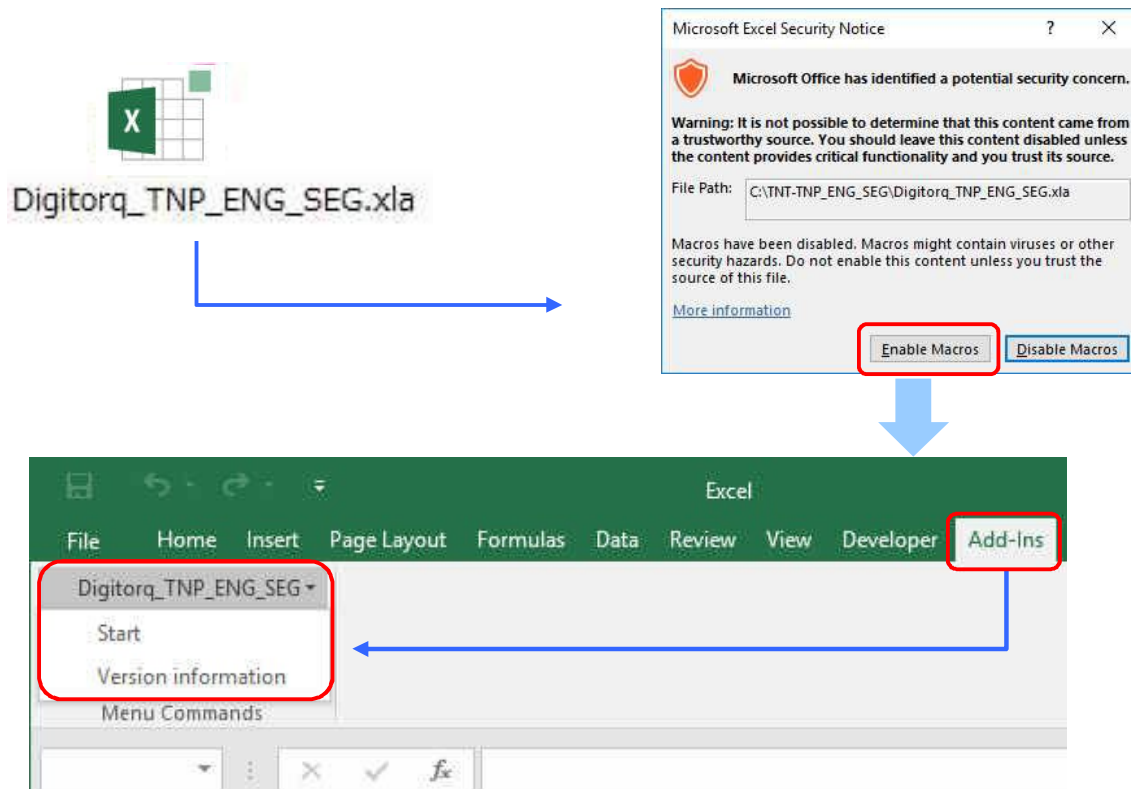 X
Digitorq_TNP_ENG_SEG.xla
Microsoft Excel Security Notice ? ×
Microsoft Office has identified a potential security concern.
Warning: It is not possible to determine that this content came from
a trustworthy source. You should leave this content disabled unless
the content provides critical functionality and you trust its source.
File Path: C:\TNT-TNP_ENG_SEG\Digitorq_TNP_ENG_SEG.xla
Macros have been disabled. Macros might contain viruses or other
security hazards. Do not enable this content unless you trust the
source of this file.
More information
Enable Macros Disable Macros
Excel
File Home Insert Page Layout Formulas Data Review View Developer Add-Ins
Digitorq_TNP_ENG_SEG
Start
Version information
Menu Commands
fx